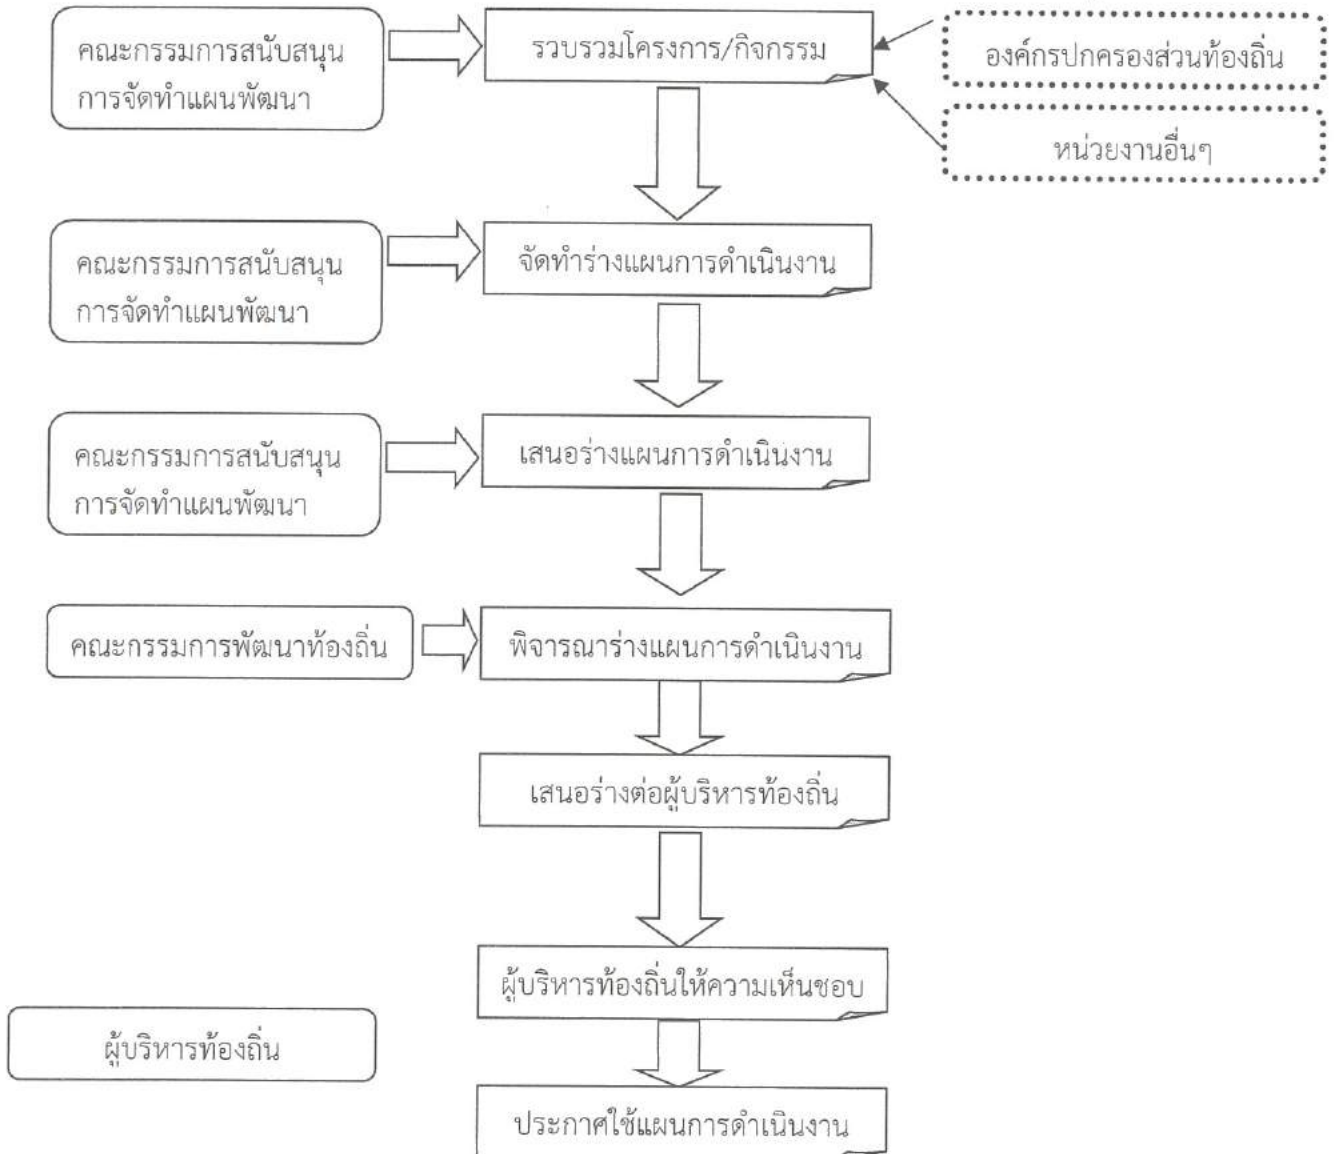 คณะกรรมการสนับสนุน
การจัดทำแผนพัฒนา
รวบรวมโครงการ/กิจกรรม
องค์กรปกครองส่วนท้องถิ่น
หน่วยงานอื่นๆ
คณะกรรมการสนับสนุน
การจัดทำแผนพัฒนา
จัดทำร่างแผนการดำเนินงาน
คณะกรรมการสนับสนุน
การจัดทำแผนพัฒนา
เสนอร่างแผนการดำเนินงาน
คณะกรรมการพัฒนาท้องถิ่น
พิจารณาร่างแผนการดำเนินงาน
เสนอร่างต่อผู้บริหารท้องถิ่น
ผู้บริหารท้องถิ่นให้ความเห็นชอบ
ผู้บริหารท้องถิ่น
ประกาศใช้แผนการดำเนินงาน